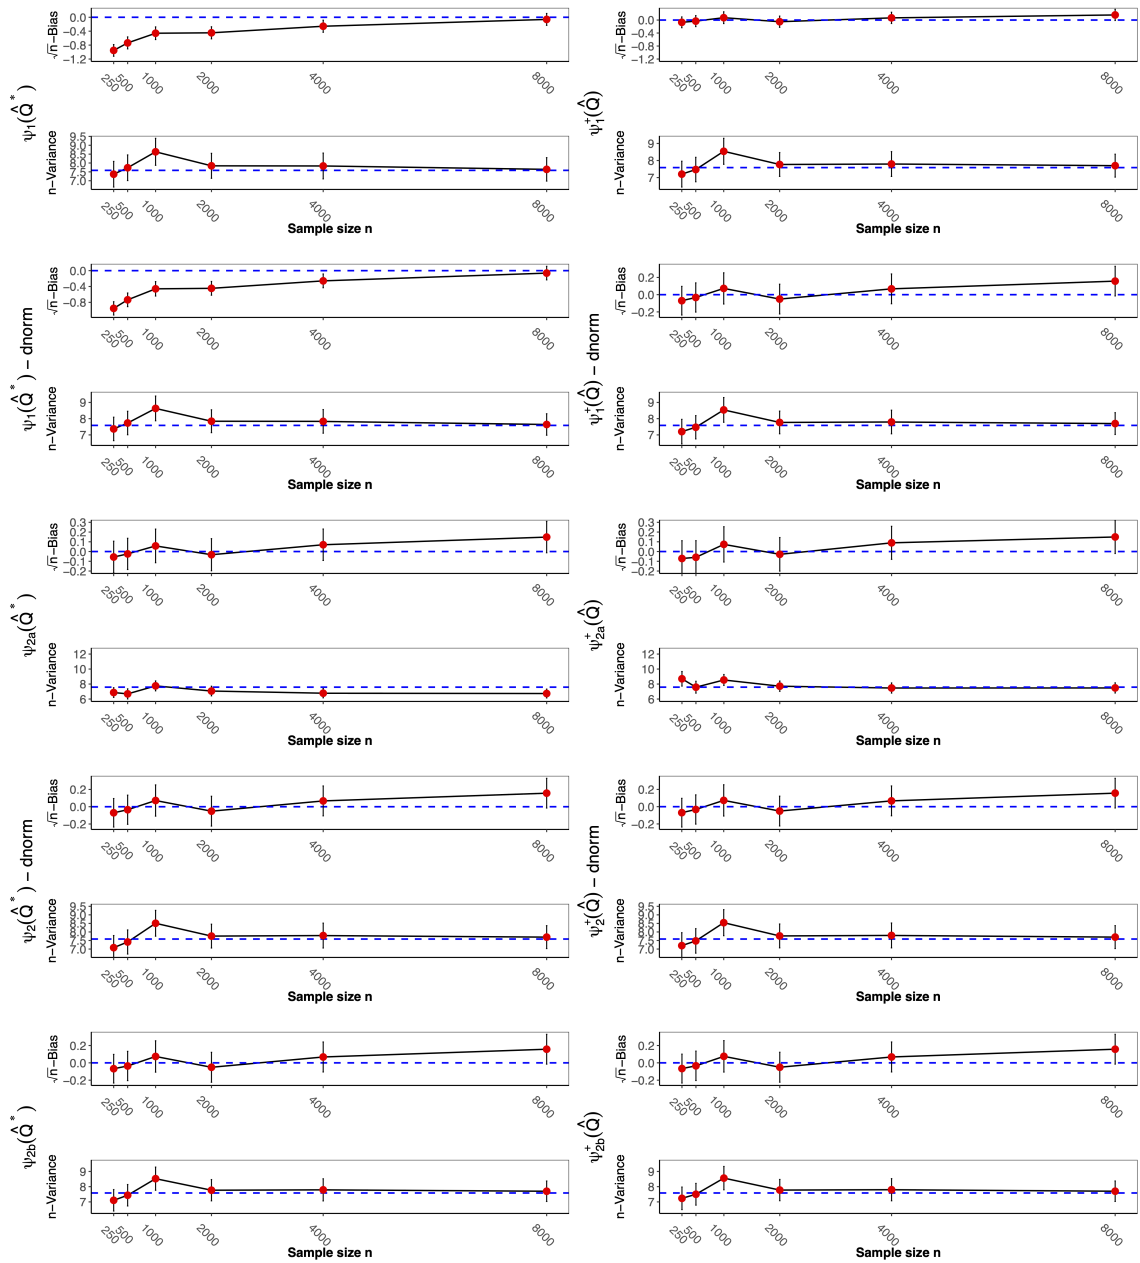 ψ1(Q̂*)
√n−Bias
0.0
−0.4
−0.8
−1.2
250 500 1000 2000 4000 8000
n−Variance
9.5
9.0
8.5
8.0
7.5
7.0
250 500 1000 2000 4000 8000
Sample size n
ψ1+(Q̂)
√n−Bias
0.0
−0.4
−0.8
−1.2
250 500 1000 2000 4000 8000
n−Variance
9
8
7
250 500 1000 2000 4000 8000
Sample size n
ψ1(Q̂*) − dnorm
√n−Bias
0.0
−0.4
−0.8
250 500 1000 2000 4000 8000
n−Variance
9
8
7
250 500 1000 2000 4000 8000
Sample size n
ψ1+(Q̂) − dnorm
√n−Bias
0.2
0.0
−0.2
250 500 1000 2000 4000 8000
n−Variance
9
8
7
250 500 1000 2000 4000 8000
Sample size n
ψ2a(Q̂*)
√n−Bias
0.3
0.2
0.1
0.0
−0.1
−0.2
250 500 1000 2000 4000 8000
n−Variance
12
10
8
6
250 500 1000 2000 4000 8000
Sample size n
ψ2a+(Q̂)
√n−Bias
0.3
0.2
0.1
0.0
−0.1
−0.2
250 500 1000 2000 4000 8000
n−Variance
12
10
8
6
250 500 1000 2000 4000 8000
Sample size n
ψ2(Q̂*) − dnorm
√n−Bias
0.2
0.0
−0.2
250 500 1000 2000 4000 8000
n−Variance
9.5
9.0
8.5
8.0
7.5
7.0
250 500 1000 2000 4000 8000
Sample size n
ψ2+(Q̂) − dnorm
√n−Bias
0.2
0.0
−0.2
250 500 1000 2000 4000 8000
n−Variance
9.5
9.0
8.5
8.0
7.5
7.0
250 500 1000 2000 4000 8000
Sample size n
ψ2b(Q̂*)
√n−Bias
0.2
0.0
−0.2
250 500 1000 2000 4000 8000
n−Variance
9
8
7
250 500 1000 2000 4000 8000
Sample size n
ψ2b+(Q̂)
√n−Bias
0.2
0.0
−0.2
250 500 1000 2000 4000 8000
n−Variance
9
8
7
250 500 1000 2000 4000 8000
Sample size n